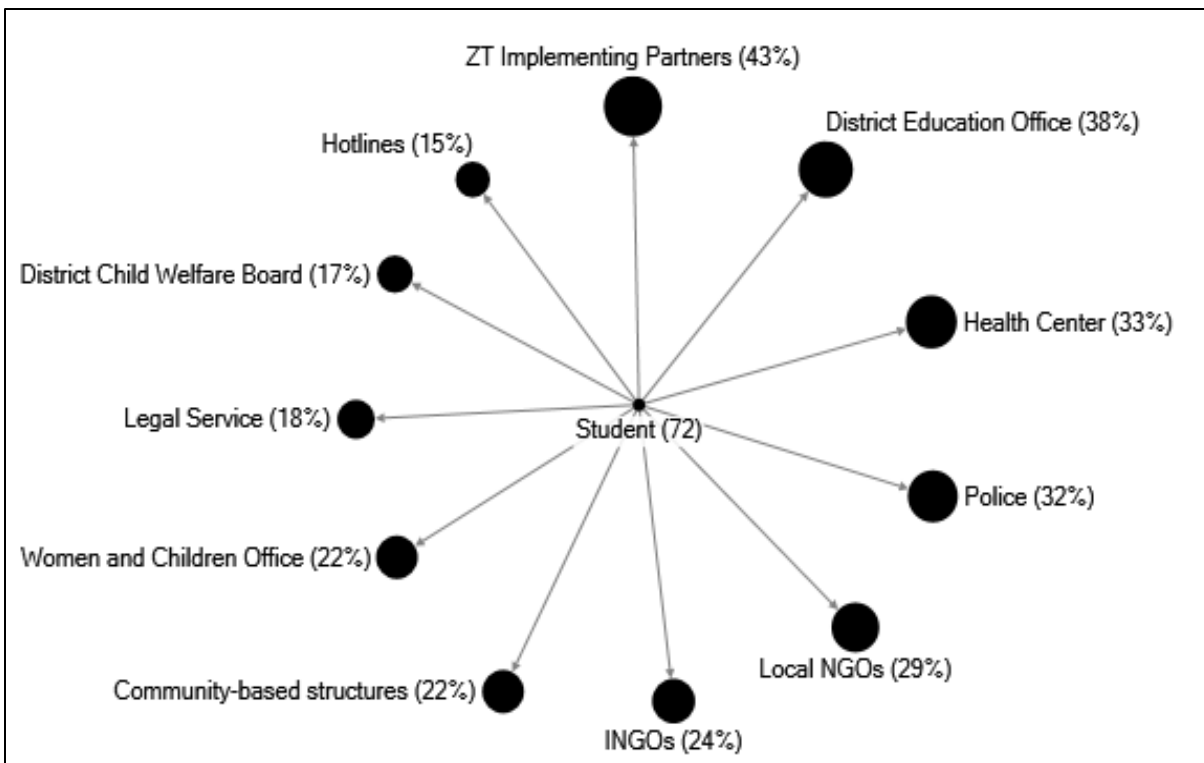 ZT Implementing Partners (43%)
District Education Office (38%)
Hotlines (15%)
District Child Welfare Board (17%)
Health Center (33%)
Legal Service (18%)
Student (72)
Police (32%)
Women and Children Office (22%)
Local NGOs (29%)
Community-based structures (22%)
INGOs (24%)